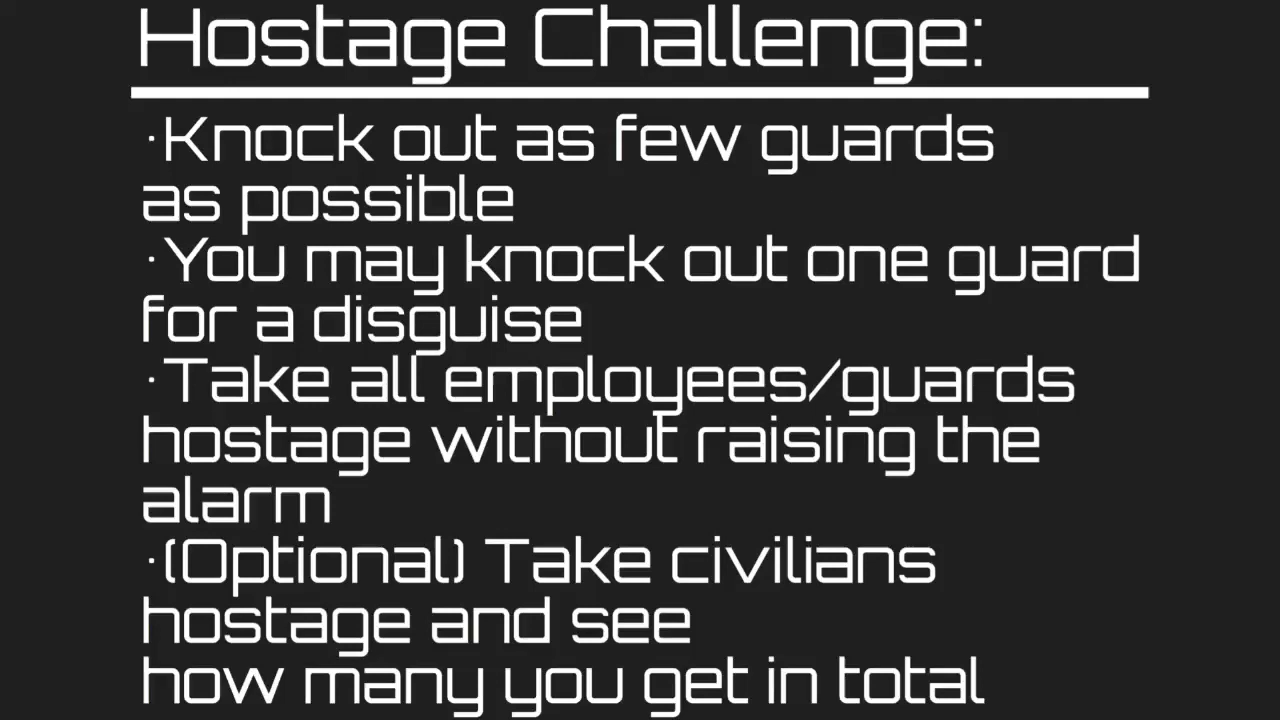 Hostage Challenge:
·Knock out as few guards
as possible
·You may knock out one guard
for a disguise
·Take all employees/guards
hostage without raising the
alarm
·(Optional) Take civilians
hostage and see
how many you get in total